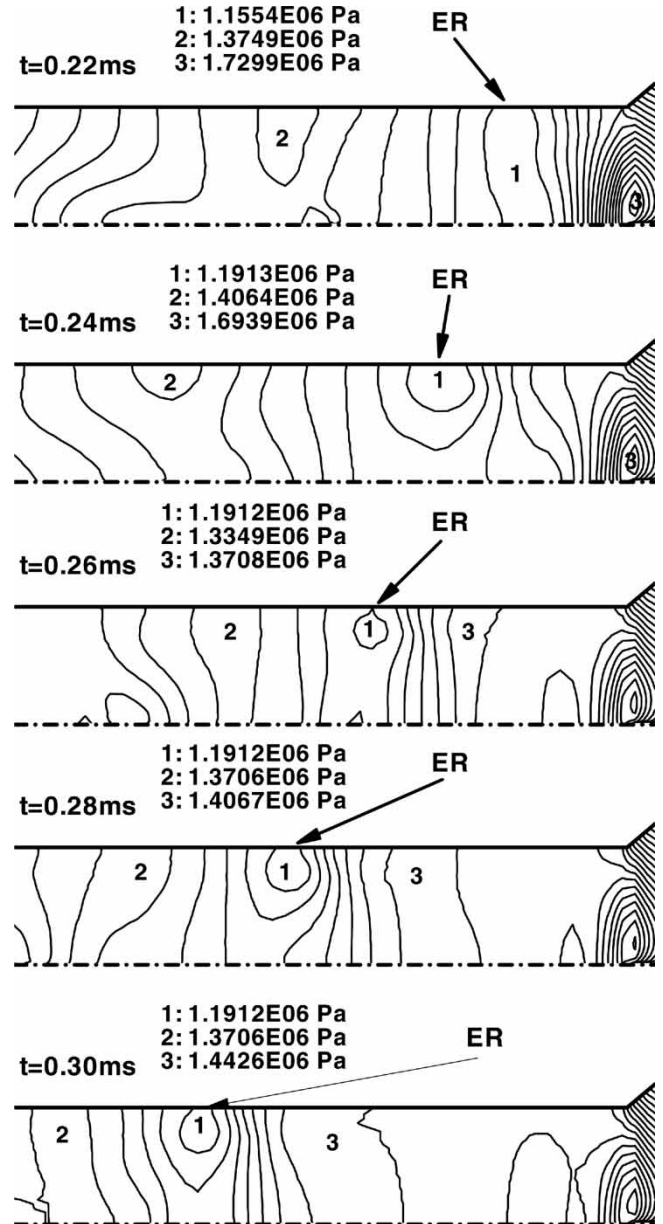 1: 1.1554E06 Pa
ER
2: 1.3749E06 Pa
t=0.22ms
3: 1.7299E06 Pa
2
1
3
1: 1.1913E06 Pa
ER
2: 1.4064E06 Pa
t=0.24ms
3: 1.6939E06 Pa
2
1
3
1: 1.1912E06 Pa
ER
2: 1.3349E06 Pa
t=0.26ms
3: 1.3708E06 Pa
2
1
3
1: 1.1912E06 Pa
ER
2: 1.3706E06 Pa
t=0.28ms
3: 1.4067E06 Pa
2
1
3
1: 1.1912E06 Pa
2: 1.3706E06 Pa
ER
t=0.30ms
3: 1.4426E06 Pa
2
1
3